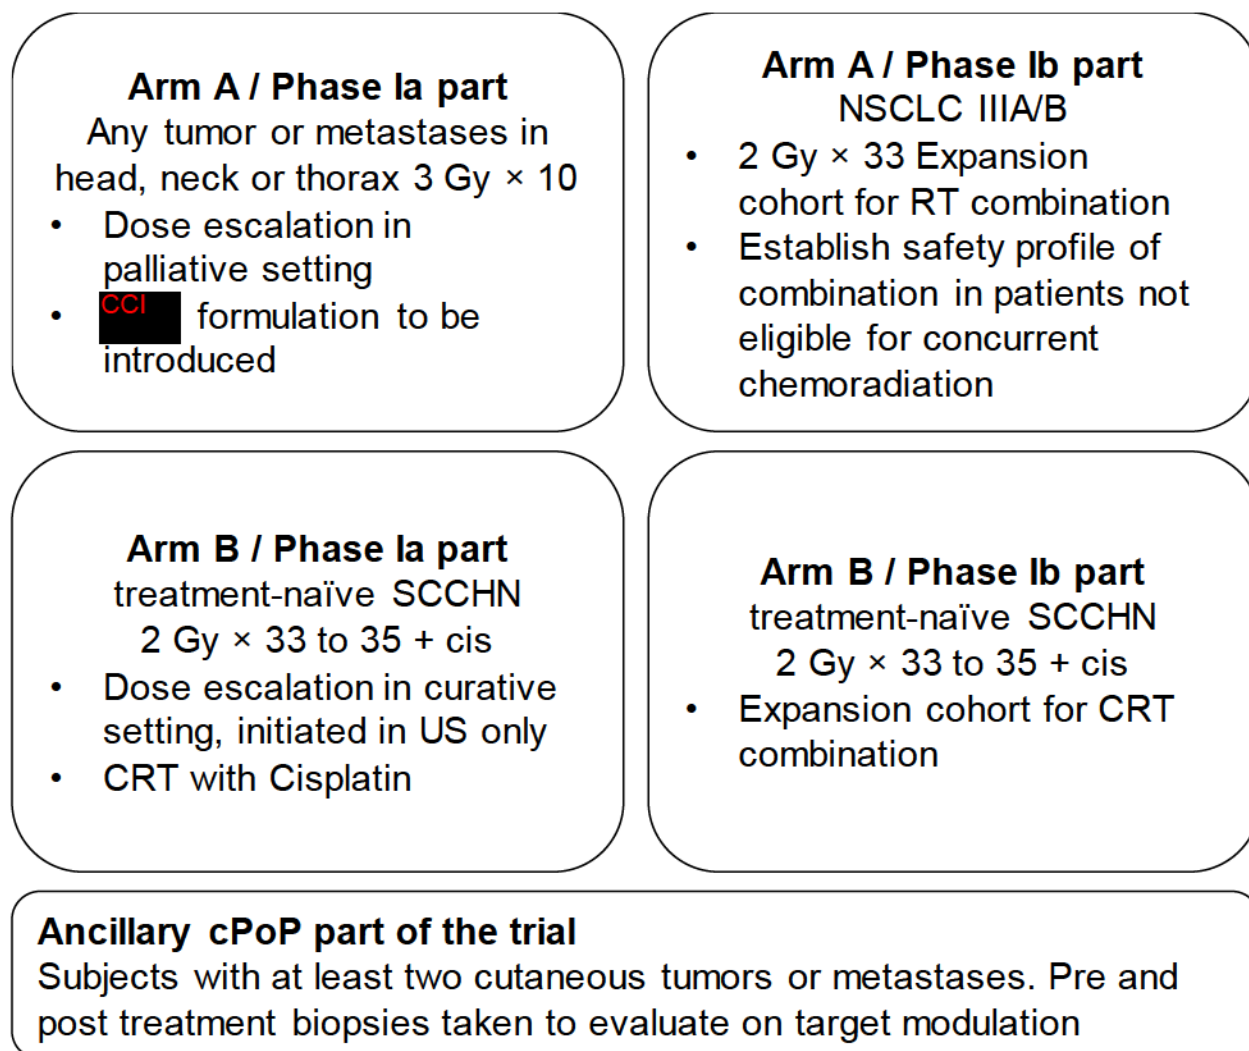 Arm A / Phase Ia part
Any tumor or metastases in
head, neck or thorax 3 Gy × 10
• Dose escalation in
palliative setting
• CCI formulation to be
introduced
Arm A / Phase Ib part
NSCLC IIIA/B
• 2 Gy × 33 Expansion
cohort for RT combination
• Establish safety profile of
combination in patients not
eligible for concurrent
chemoradiation
Arm B / Phase Ia part
treatment-naïve SCCHN
2 Gy × 33 to 35 + cis
• Dose escalation in curative
setting, initiated in US only
• CRT with Cisplatin
Arm B / Phase Ib part
treatment-naïve SCCHN
2 Gy × 33 to 35 + cis
• Expansion cohort for CRT
combination
Ancillary cPoP part of the trial
Subjects with at least two cutaneous tumors or metastases. Pre and
post treatment biopsies taken to evaluate on target modulation